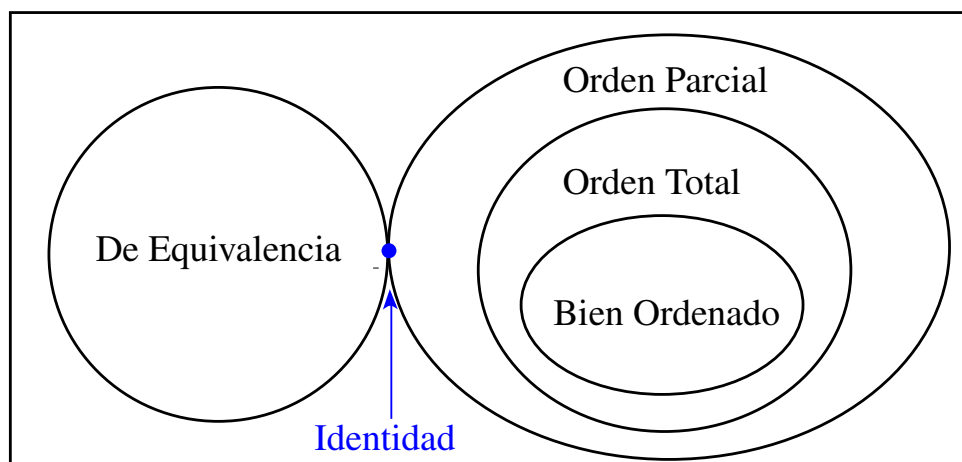 Orden Parcial
Orden Total
De Equivalencia
Bien Ordenado
Identidad